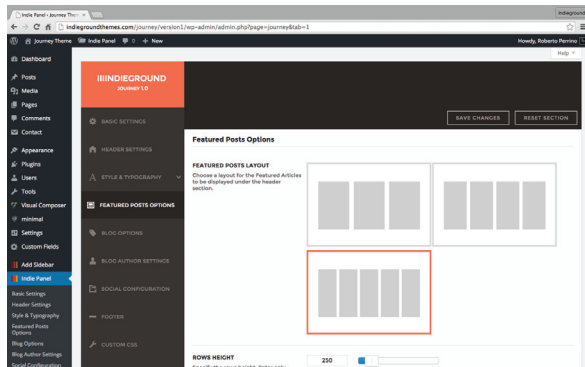 Journey Theme › Indie Panel
Indieground
indiegroundthemes.com/journey/version1/wp-admin/admin.php?page=journey&tab=1
Journey Theme
Indie Panel
0
+ New
Howdy, Roberto Perrino
Help
Dashboard
Posts
Media
Pages
Comments
Contact
Appearance
Plugins
Users
Tools
Visual Composer
minimal
Settings
Custom Fields
Add Sidebar
Indie Panel
Basic Settings
Header Settings
Style & Typography
Featured Posts
Options
Blog Options
Blog Author Settings
Social Configuration
INDIEGROUND
JOURNEY 1.0
BASIC SETTINGS
HEADER SETTINGS
STYLE & TYPOGRAPHY
FEATURED POSTS OPTIONS
BLOG OPTIONS
BLOG AUTHOR SETTINGS
SOCIAL CONFIGURATION
FOOTER
CUSTOM CSS
SAVE CHANGES
RESET SECTION
Featured Posts Options
FEATURED POSTS LAYOUT
Choose a layout for the Featured Articles
to be displayed under the header
section.
ROWS HEIGHT
250